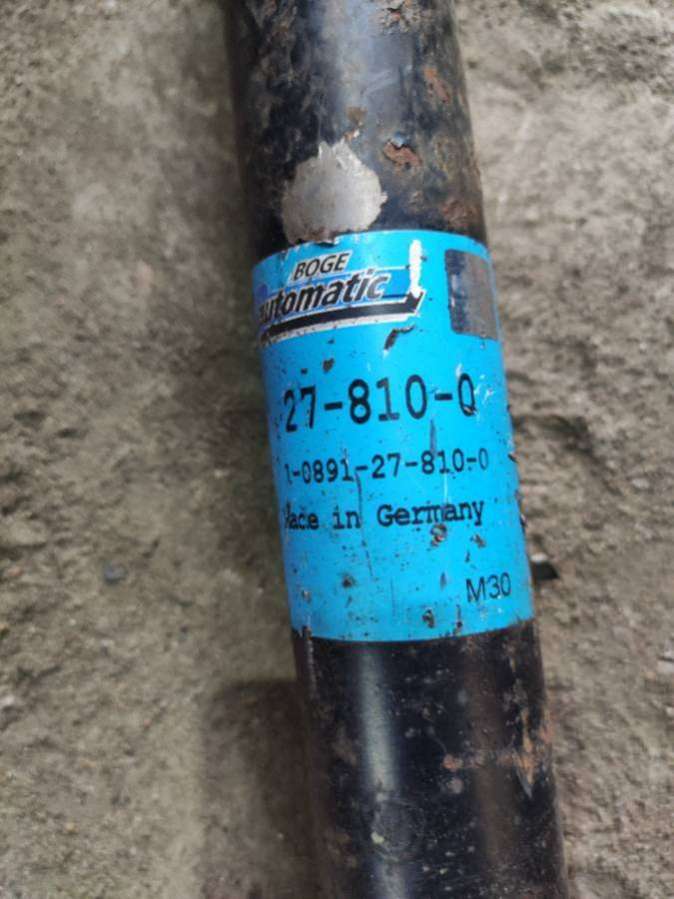 BOGE
automatic
27-810-0
1-0891-27-810-0
Made in Germany
M30